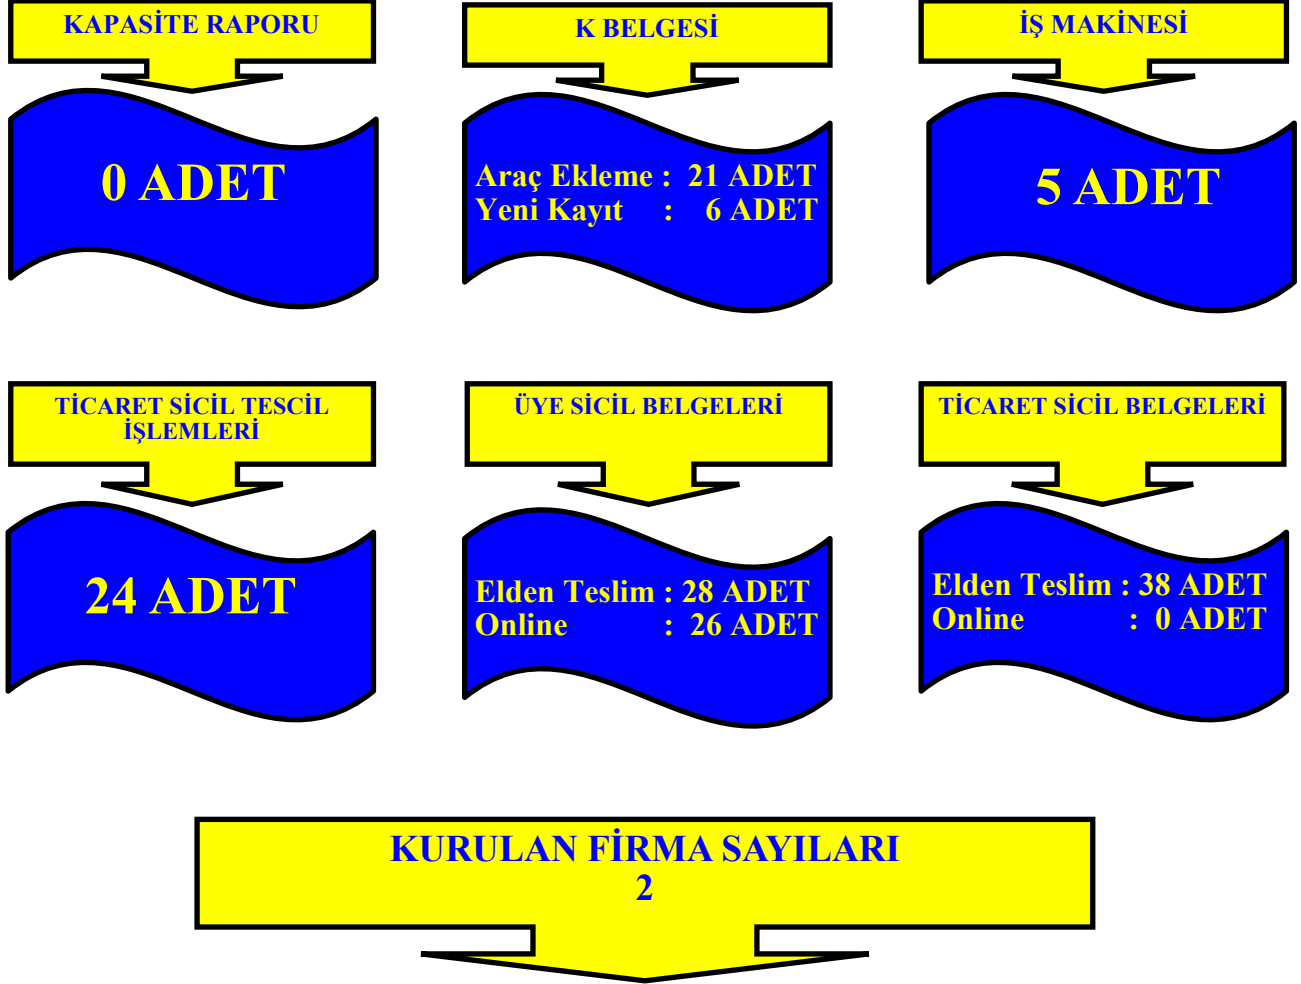 KAPASİTE RAPORU
0 ADET
K BELGESİ
Araç Ekleme : 21 ADET
Yeni Kayıt : 6 ADET
İŞ MAKİNESİ
5 ADET
TİCARET SİCİL TESCİL
İŞLEMLERİ
24 ADET
ÜYE SİCİL BELGELERİ
Elden Teslim : 28 ADET
Online : 26 ADET
TİCARET SİCİL BELGELERİ
Elden Teslim : 38 ADET
Online : 0 ADET
KURULAN FİRMA SAYILARI
2